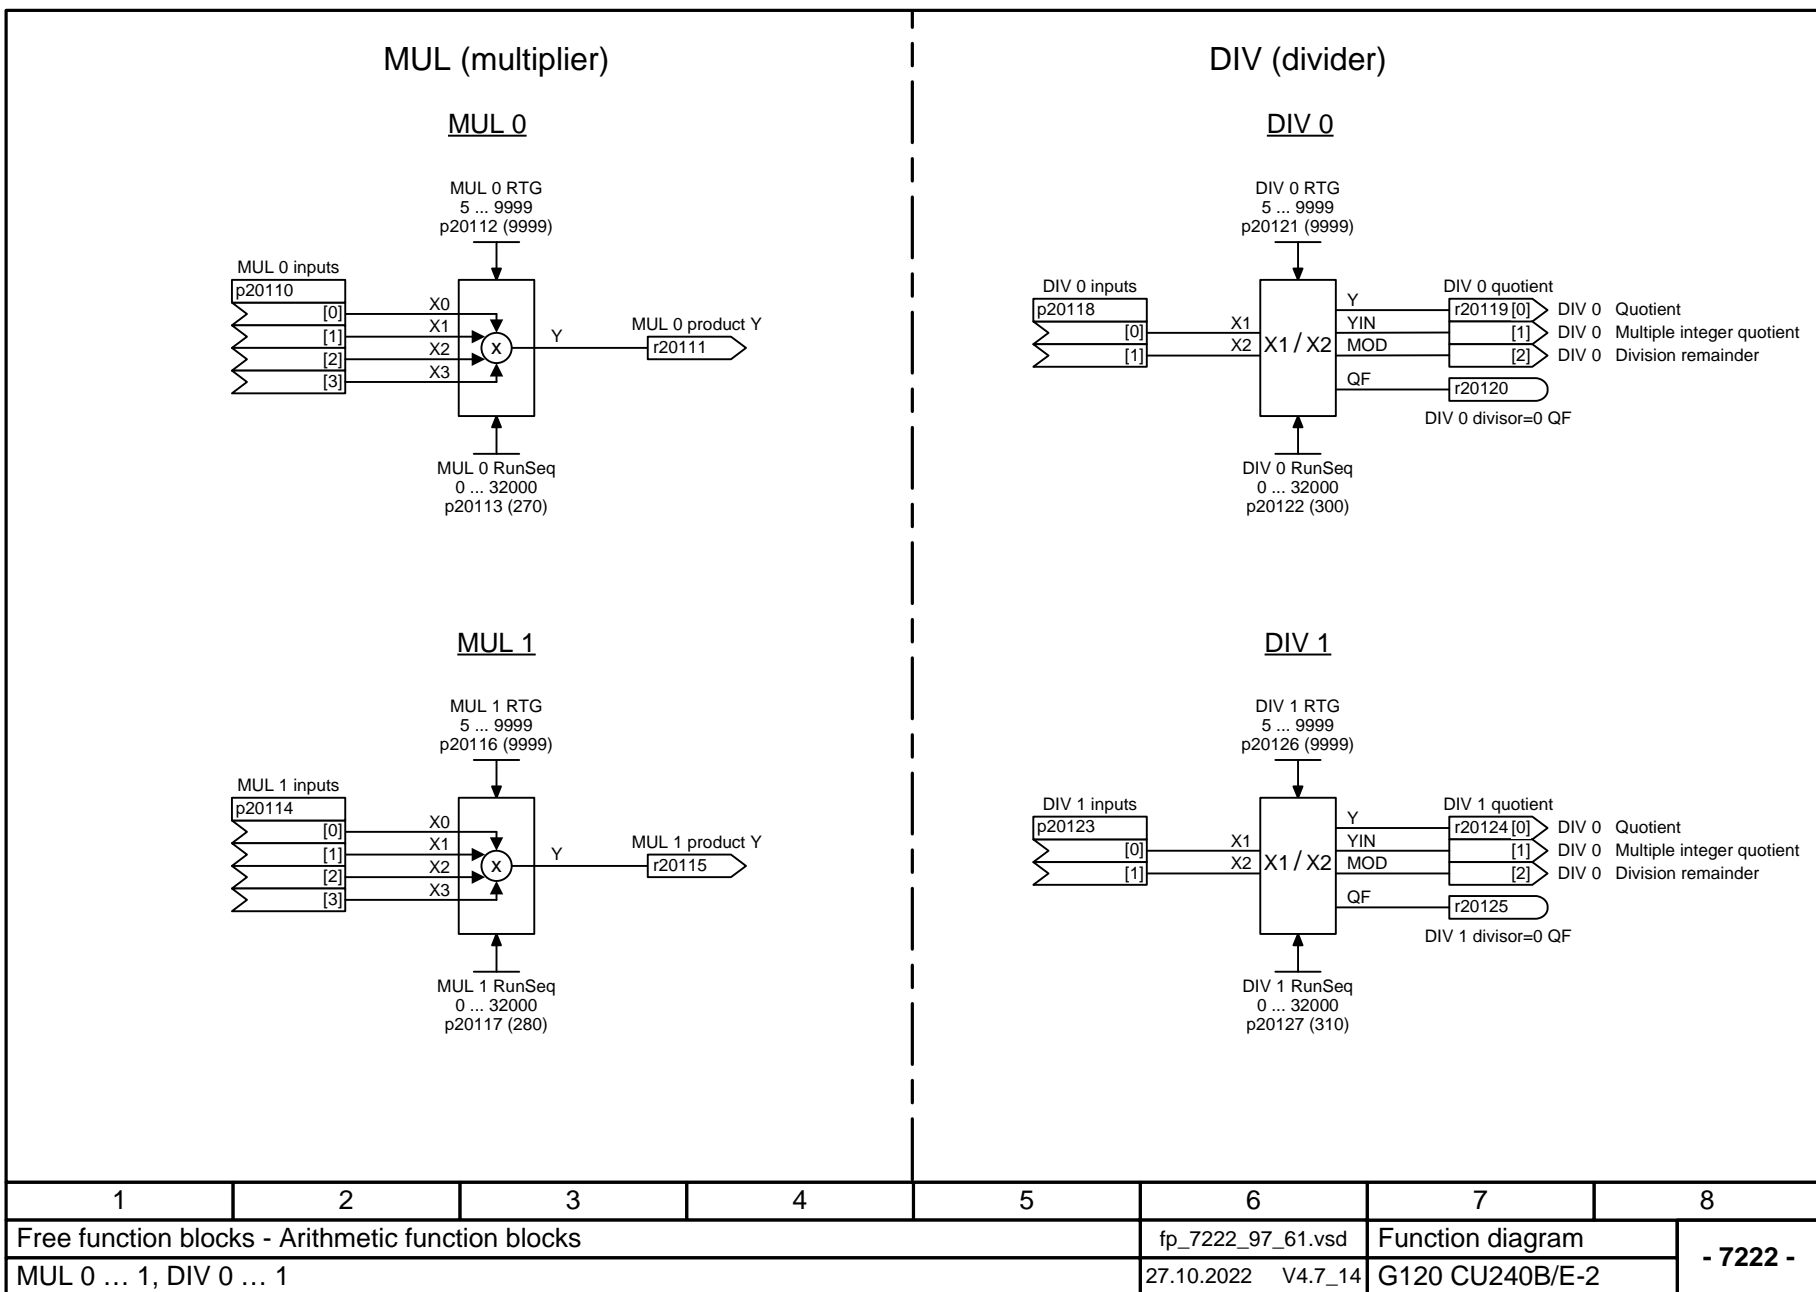 MUL (multiplier)
MUL 0
MUL 0 RTG
5 ... 9999
p20112 (9999)
MUL 0 inputs
p20110
[0]
[1]
[2]
[3]
X0
X1
X2
X3
X
Y
MUL 0 product Y
r20111
MUL 0 RunSeq
0 ... 32000
p20113 (270)
MUL 1
MUL 1 RTG
5 ... 9999
p20116 (9999)
MUL 1 inputs
p20114
[0]
[1]
[2]
[3]
X0
X1
X2
X3
X
Y
MUL 1 product Y
r20115
MUL 1 RunSeq
0 ... 32000
p20117 (280)
DIV (divider)
DIV 0
DIV 0 RTG
5 ... 9999
p20121 (9999)
DIV 0 inputs
p20118
[0]
[1]
X1
X2
X1 / X2
Y
YIN
MOD
QF
DIV 0 quotient
r20119 [0] DIV 0 Quotient
[1] DIV 0 Multiple integer quotient
[2] DIV 0 Division remainder
r20120
DIV 0 divisor=0 QF
DIV 0 RunSeq
0 ... 32000
p20122 (300)
DIV 1
DIV 1 RTG
5 ... 9999
p20126 (9999)
DIV 1 inputs
p20123
[0]
[1]
X1
X2
X1 / X2
Y
YIN
MOD
QF
DIV 1 quotient
r20124 [0] DIV 0 Quotient
[1] DIV 0 Multiple integer quotient
[2] DIV 0 Division remainder
r20125
DIV 1 divisor=0 QF
DIV 1 RunSeq
0 ... 32000
p20127 (310)
1 2 3 4 5 6 7 8
Free function blocks - Arithmetic function blocks
fp_7222_97_61.vsd
Function diagram
- 7222 -
MUL 0 … 1, DIV 0 … 1
27.10.2022 V4.7_14
G120 CU240B/E-2